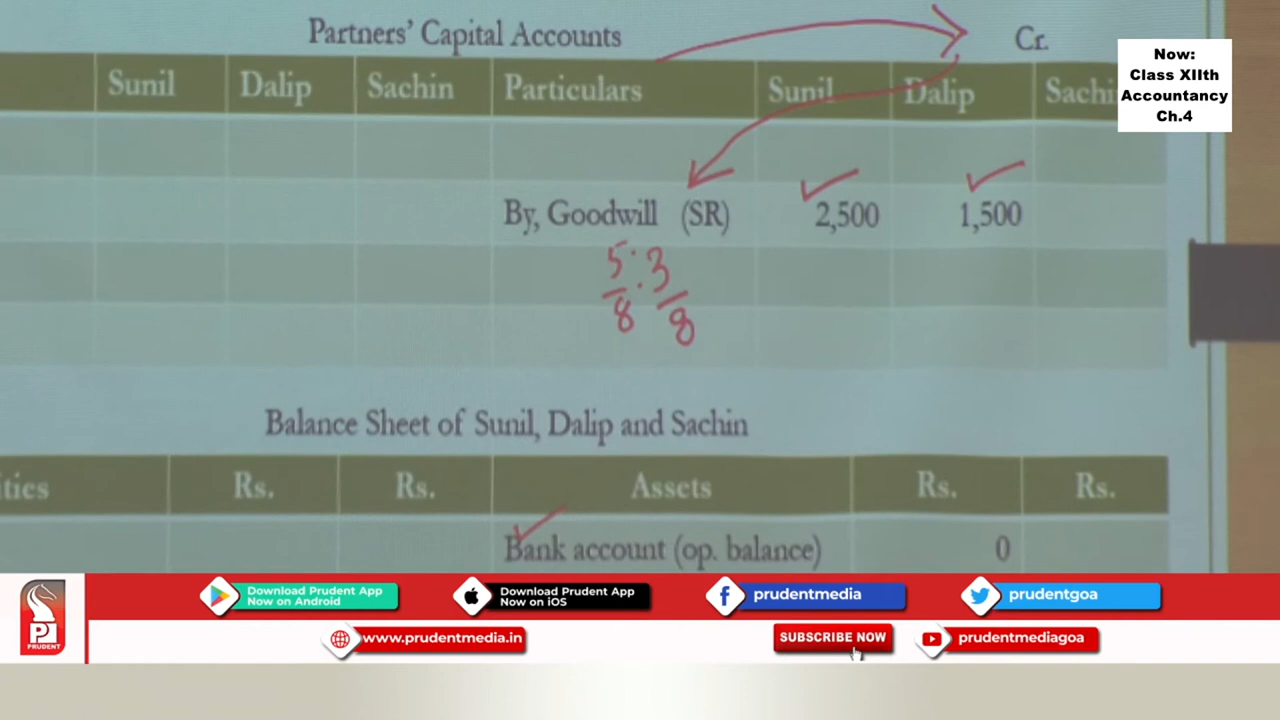 Partners' Capital Accounts
Cr.
Now:
Class XIIth
Accountancy
Ch.4
Sunil Dalip Sachin Particulars Sunil Dalip Sachi
By, Goodwill (SR) 2,500 1,500
5 : 3
8 8
Balance Sheet of Sunil, Dalip and Sachin
ities Rs. Rs. Assets Rs. Rs.
Bank account (op. balance) 0
Download Prudent App
Now on Android
Download Prudent App
Now on iOS
prudentmedia
prudentgoa
PRUDENT
www.prudentmedia.in
SUBSCRIBE NOW
prudentmediagoa